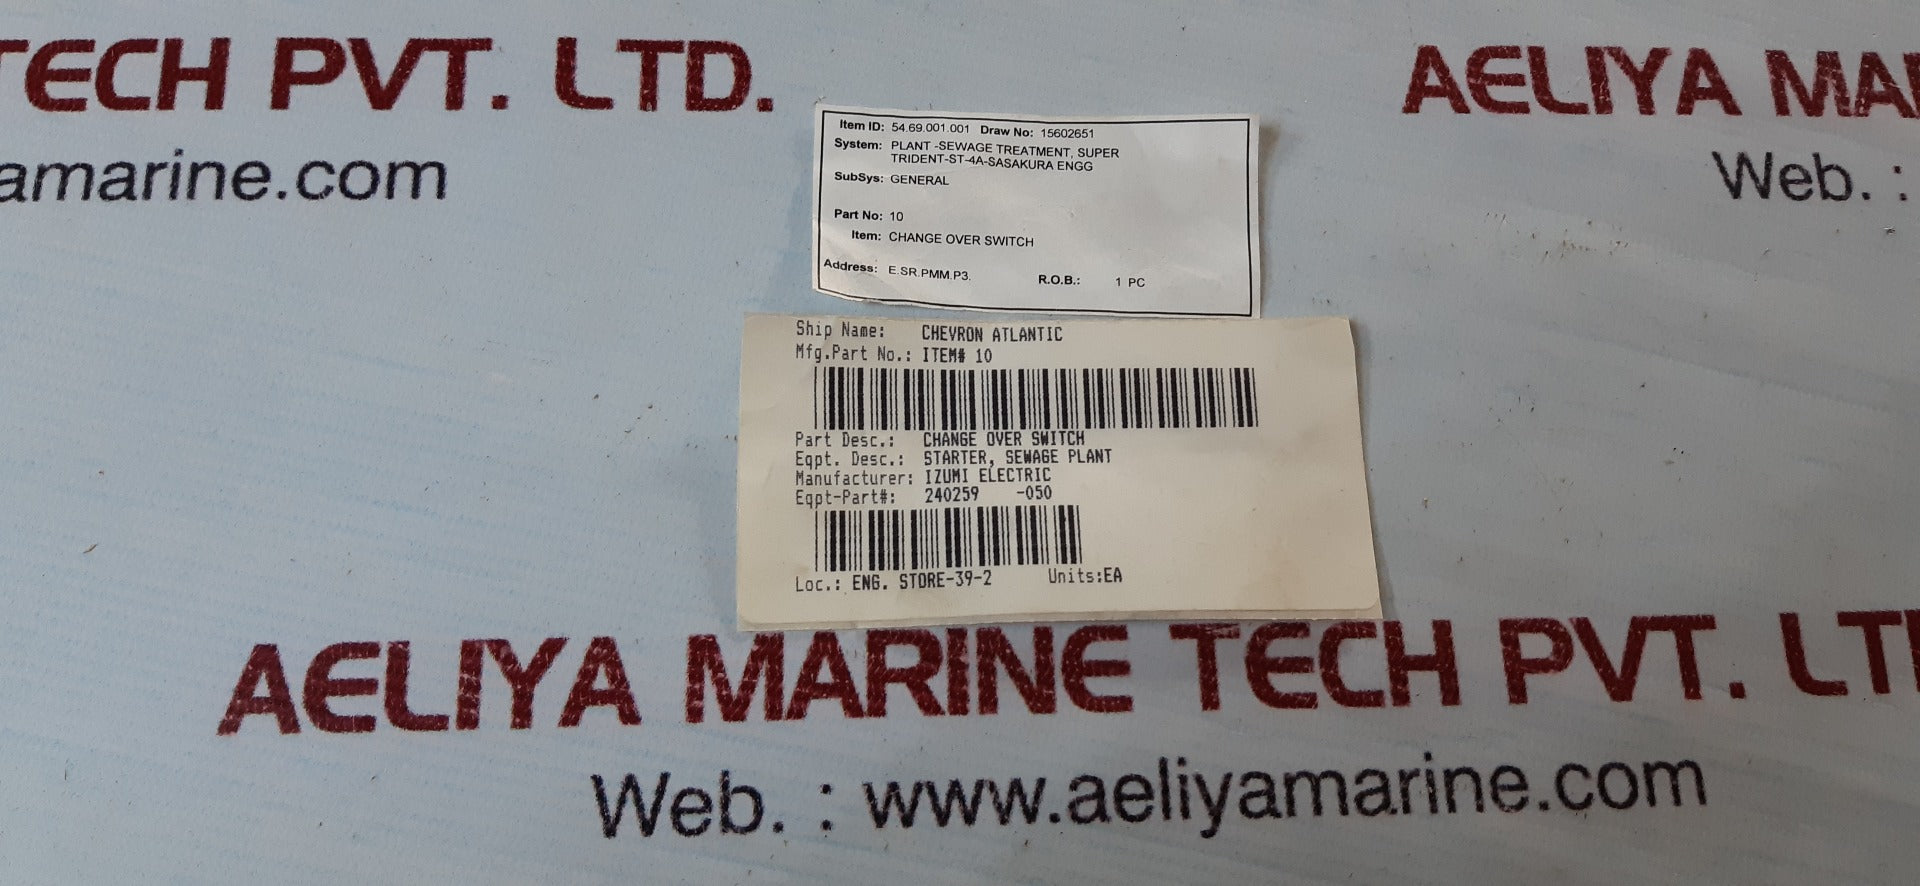 TECH PVT. LTD.
AELIYA MA
amarine.com
Web. :
Item ID: 54.69.001.001 Draw No: 15602651
System: PLANT -SEWAGE TREATMENT, SUPER
TRIDENT-ST-4A-SASAKURA ENGG
SubSys: GENERAL
Part No: 10
Item: CHANGE OVER SWITCH
Address: E.SR.PMM.P3. R.O.B.: 1 PC
Ship Name: CHEVRON ATLANTIC
Mfg.Part No.: ITEM# 10
Part Desc.: CHANGE OVER SWITCH
Eqpt. Desc.: STARTER, SEWAGE PLANT
Manufacturer: IZUMI ELECTRIC
Eqpt-Part#: 240259 -050
Loc.: ENG. STORE-39-2 Units:EA
AELIYA MARINE TECH PVT. LT
Web. : www.aeliyamarine.com